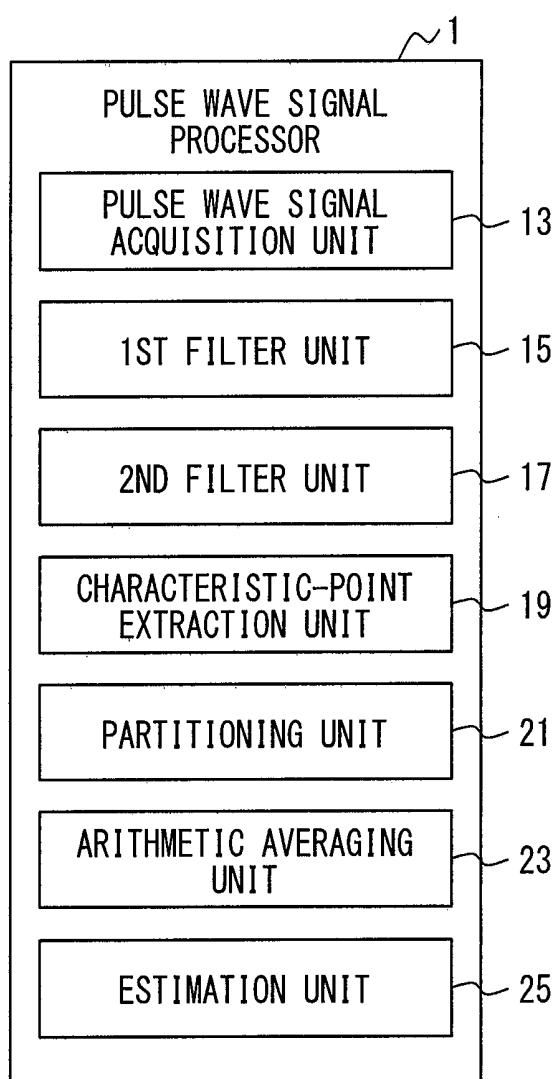 1
PULSE WAVE SIGNAL
PROCESSOR
PULSE WAVE SIGNAL
ACQUISITION UNIT
13
1ST FILTER UNIT
15
2ND FILTER UNIT
17
CHARACTERISTIC-POINT
EXTRACTION UNIT
19
PARTITIONING UNIT
21
ARITHMETIC AVERAGING
UNIT
23
ESTIMATION UNIT
25